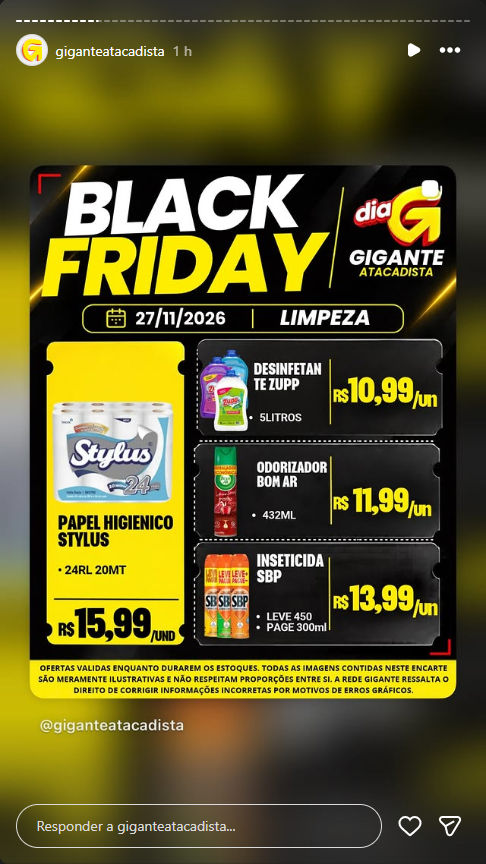 giganteatacadista 1 h
BLACK
FRIDAY
dia G
GIGANTE
ATACADISTA
27/11/2026 | LIMPEZA
Stylus
24
PAPEL HIGIENICO
STYLUS
• 24RL 20MT
R$15,99/UND
Zupp
DESINFETAN
TE ZUPP
• 5LITROS
R$10,99/un
ODORIZADOR
BOM AR
• 432ML
R$ 11,99/un
SBP
INSETICIDA
SBP
• LEVE 450
• PAGE 300ml
R$13,99/un
OFERTAS VALIDAS ENQUANTO DURAREM OS ESTOQUES. TODAS AS IMAGENS CONTIDAS NESTE ENCARTE
SÃO MERAMENTE ILUSTRATIVAS E NÃO RESPEITAM PROPORÇÕES ENTRE SI. A REDE GIGANTE RESSALTA O
DIREITO DE CORRIGIR INFORMAÇÕES INCORRETAS POR MOTIVOS DE ERROS GRÁFICOS.
@giganteatacadista
Responder a giganteatacadista...